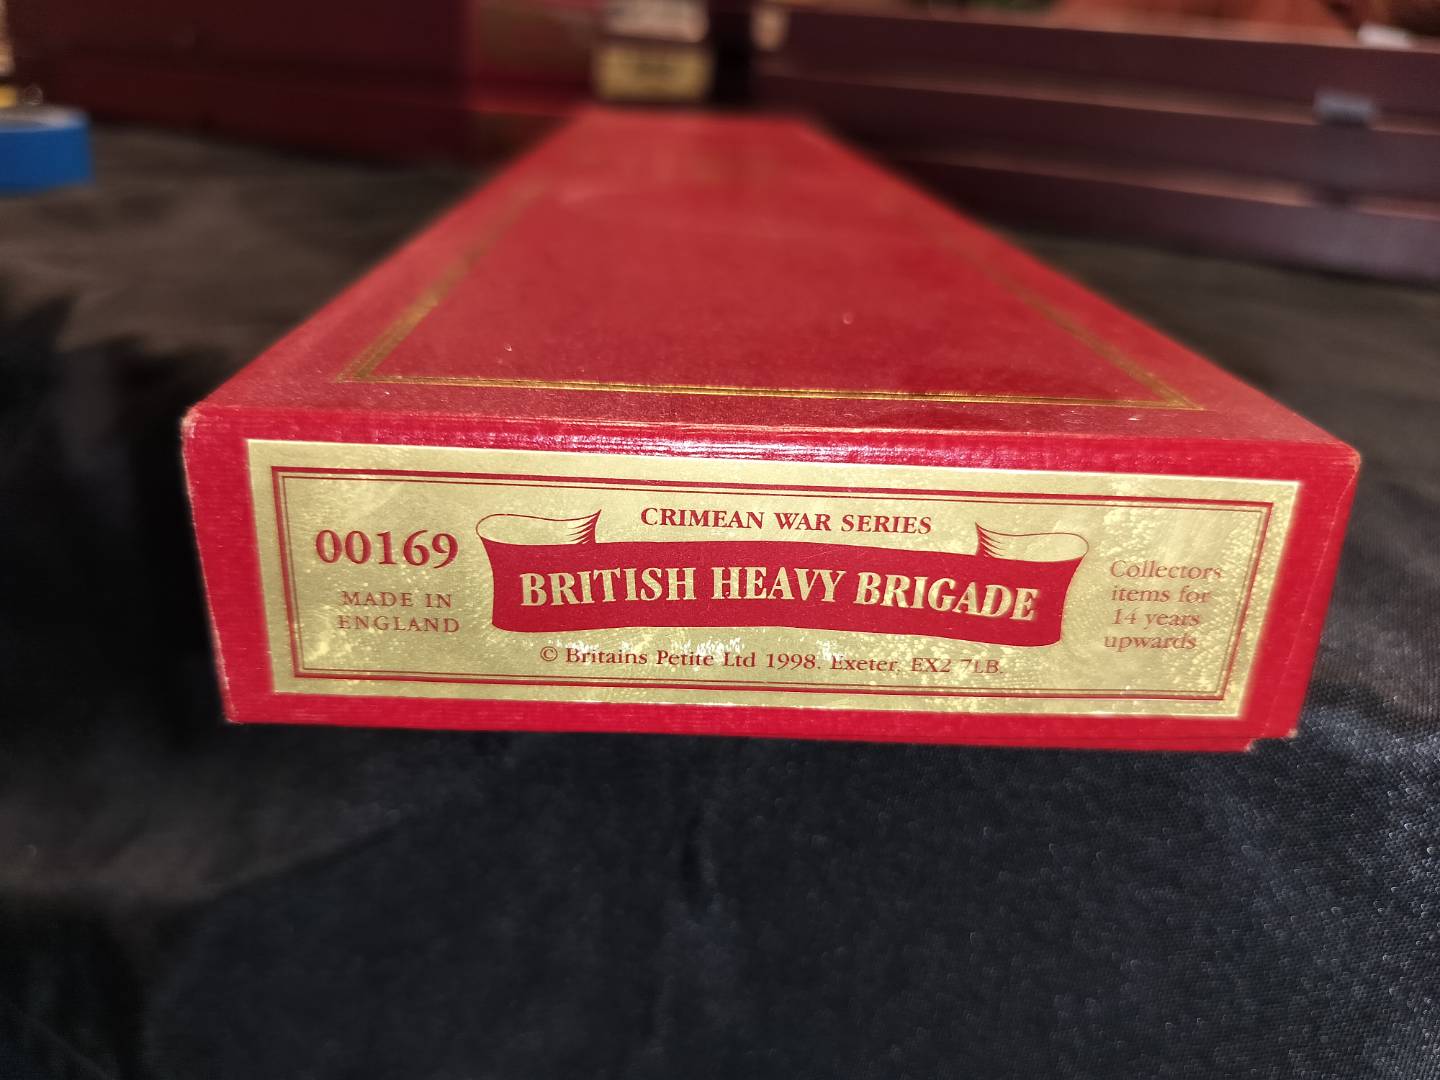 CRIMEAN WAR SERIES
00169
BRITISH HEAVY BRIGADE
MADE IN
ENGLAND
Collectors
items for
14 years
upwards
© Britains Petite Ltd 1998. Exeter, EX2 7LB.